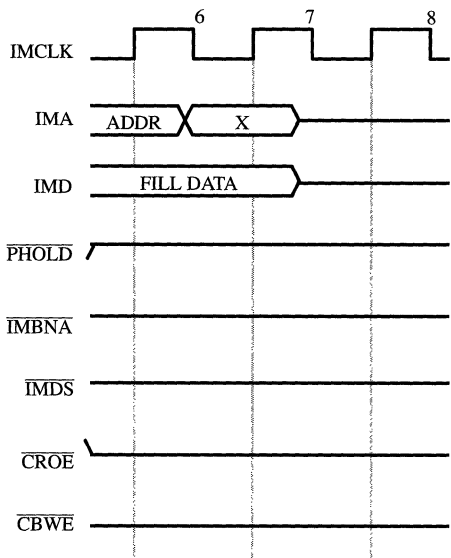 6 7 8
IMCLK
IMA ADDR X
IMD FILL DATA
PHOLD
IMBNA
IMDS
CROE
CBWE